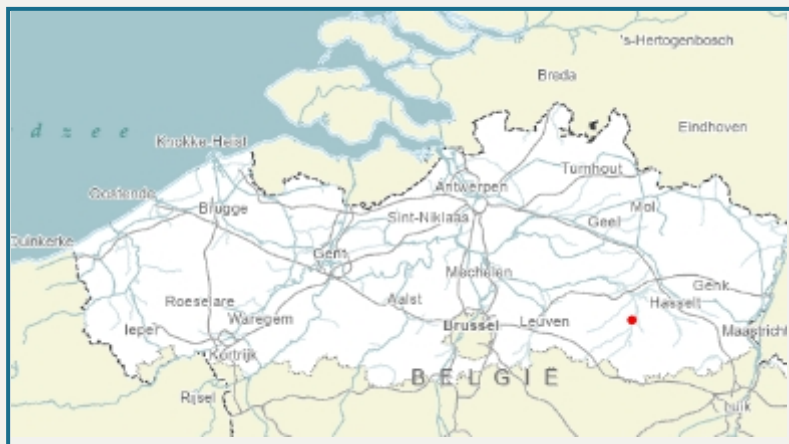 's-Hertogenbosch
Breda
Eindhoven
d z e e
Knokke-Heist
Turnhout
Antwerpen
Oostende
Brugge
Sint-Niklaas
Geel
Mol
Duinkerke
Gent
Mechelen
Genk
Roeselare
Aalst
Hasselt
Ieper
Waregem
Brussel
Leuven
Maastricht
Kortrijk
BELGIË
Rijsel
Luik